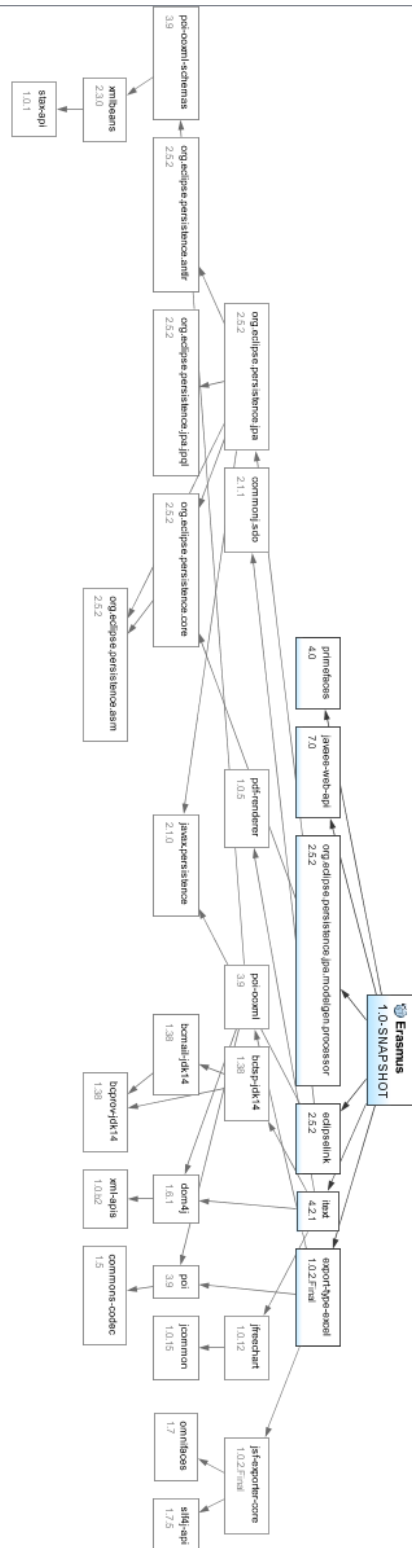 Erasmus
1.0-SNAPSHOT
primefaces
4.0
javaee-web-api
7.0
org.eclipse.persistence.jpa.modelgen.processor
2.5.2
eclipselink
2.5.2
itext
4.2.1
export-type-excel
1.0.2.Final
org.eclipse.persistence.jpa
2.5.2
commonj.sdo
2.1.1
pdf-renderer
1.0.5
poi-ooxml
3.9
bctsp-jdk14
1.38
jfreechart
1.0.12
jsf-exporter-core
1.0.2.Final
poi-ooxml-schemas
3.9
org.eclipse.persistence.antlr
2.5.2
org.eclipse.persistence.jpa.jpql
2.5.2
org.eclipse.persistence.core
2.5.2
javax.persistence
2.1.0
bcmail-jdk14
1.38
dom4j
1.6.1
poi
3.9
jcommon
1.0.15
omnifaces
1.7
slf4j-api
1.7.5
xmlbeans
2.3.0
org.eclipse.persistence.asm
2.5.2
bcprov-jdk14
1.38
xml-apis
1.0.b2
commons-codec
1.5
stax-api
1.0.1